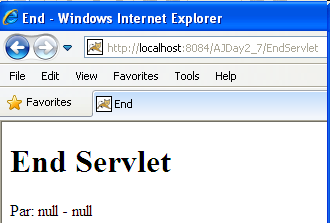 End - Windows Internet Explorer
http://localhost:8084/AJDay2_7/EndServlet
File Edit View Favorites Tools Help
Favorites End
End Servlet
Par: null - null